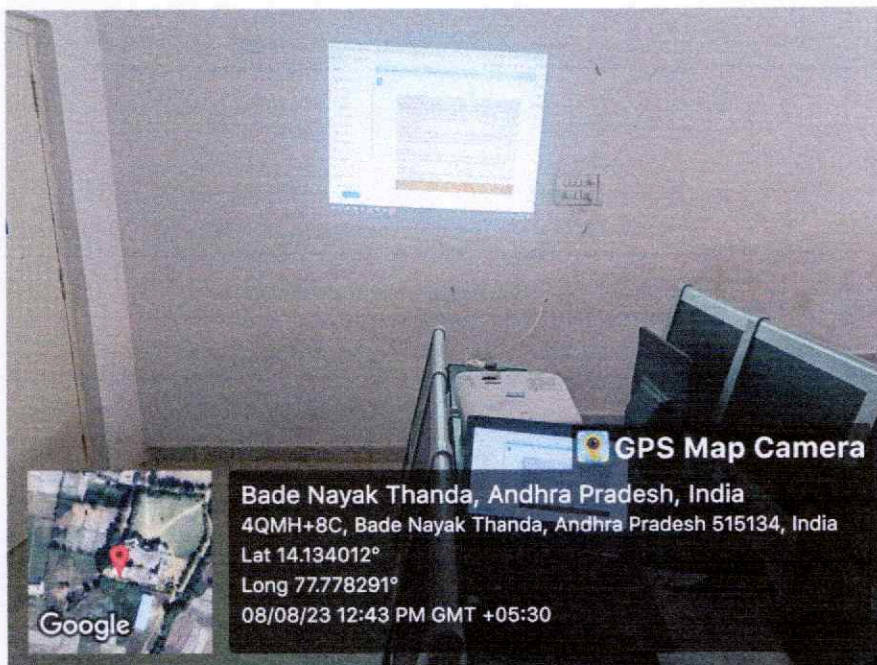 GPS Map Camera
Bade Nayak Thanda, Andhra Pradesh, India
4QMH+8C, Bade Nayak Thanda, Andhra Pradesh 515134, India
Lat 14.134012°
Long 77.778291°
08/08/23 12:43 PM GMT +05:30
Google